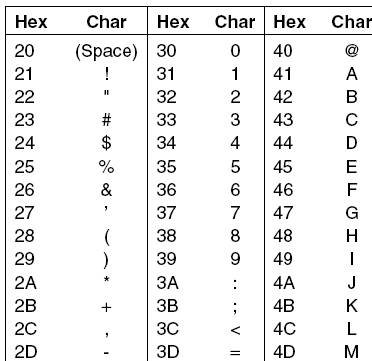 Hex Char Hex Char Hex Char
20 (Space) 30 0 40 @
21 ! 31 1 41 A
22 " 32 2 42 B
23 # 33 3 43 C
24 $ 34 4 44 D
25 % 35 5 45 E
26 & 36 6 46 F
27 ’ 37 7 47 G
28 ( 38 8 48 H
29 ) 39 9 49 I
2A * 3A : 4A J
2B + 3B ; 4B K
2C , 3C < 4C L
2D - 3D = 4D M